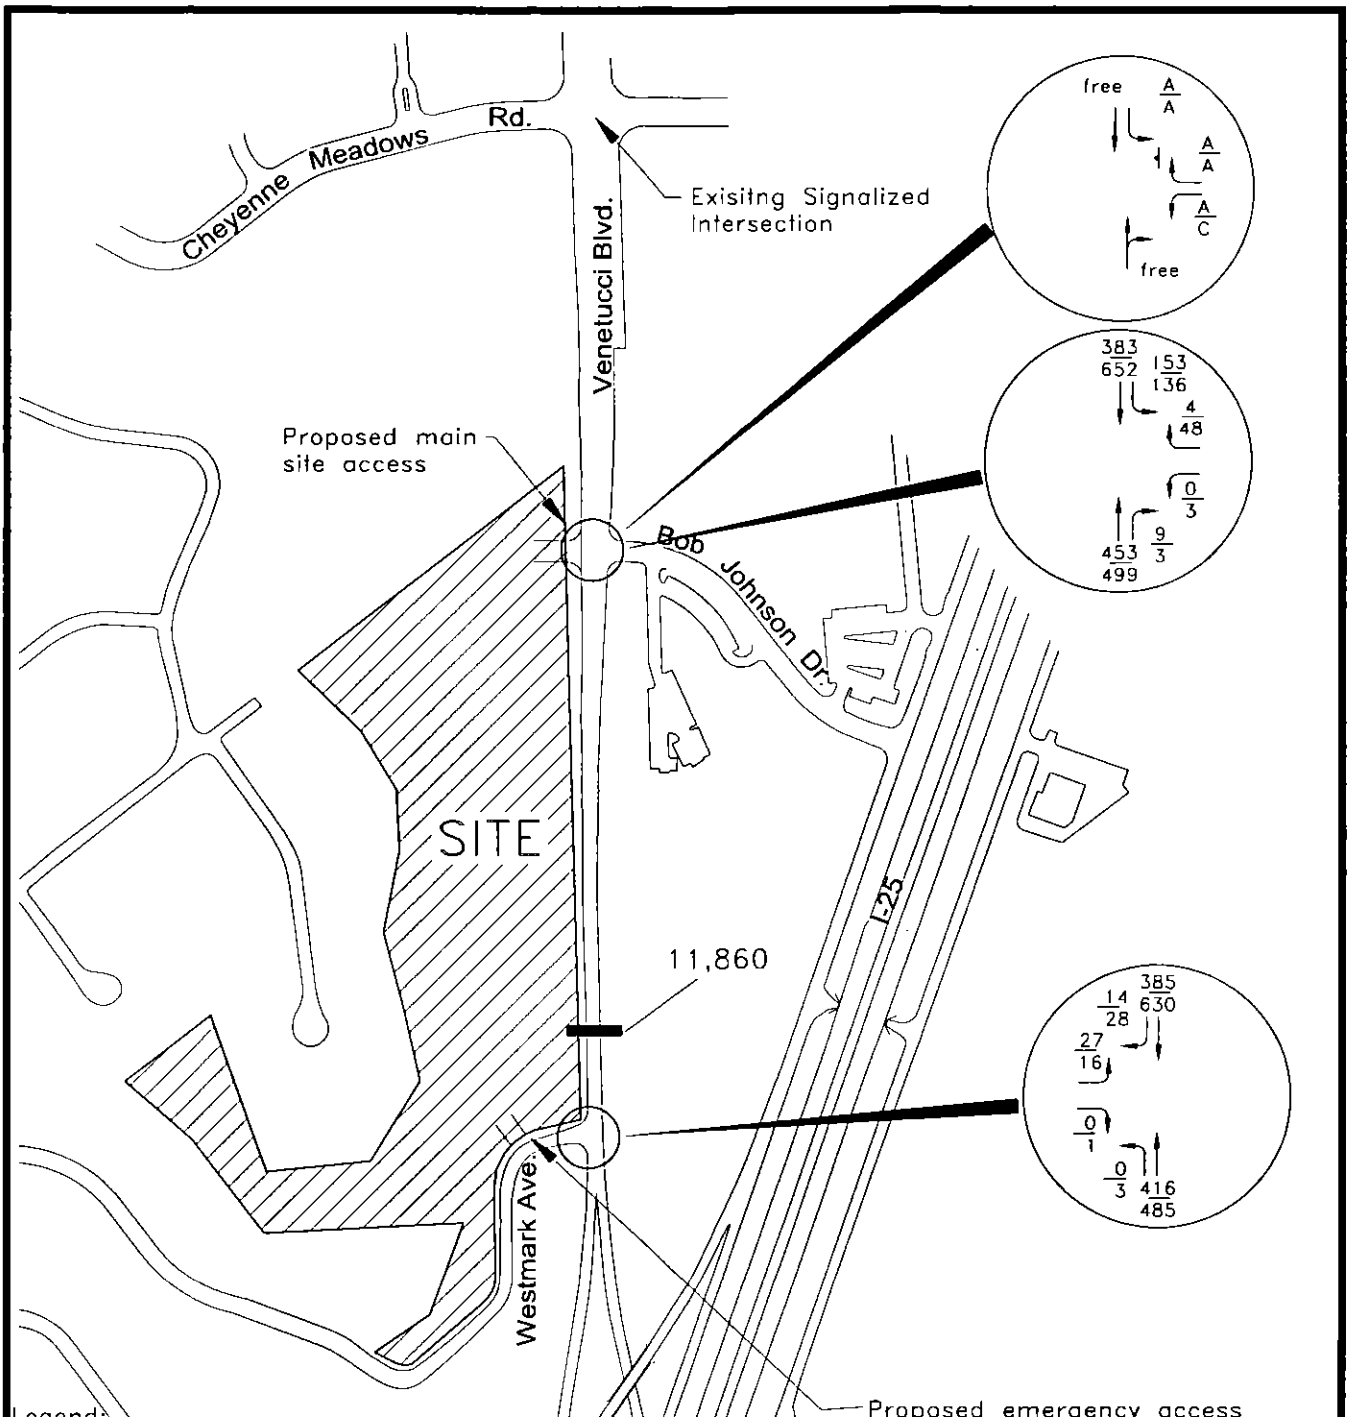 free
A
A
A
A
A
C
free
Cheyenne Meadows Rd.
Exisitng Signalized
Intersection
Venetucci Blvd.
383
652
153
136
4
48
0
3
9
3
453
499
Proposed main
site access
Bob Johnson Dr.
SITE
I-25
11,860
385
630
14
28
27
16
0
1
0
3
416
485
Westmark Ave.
Legend:
Proposed emergency access